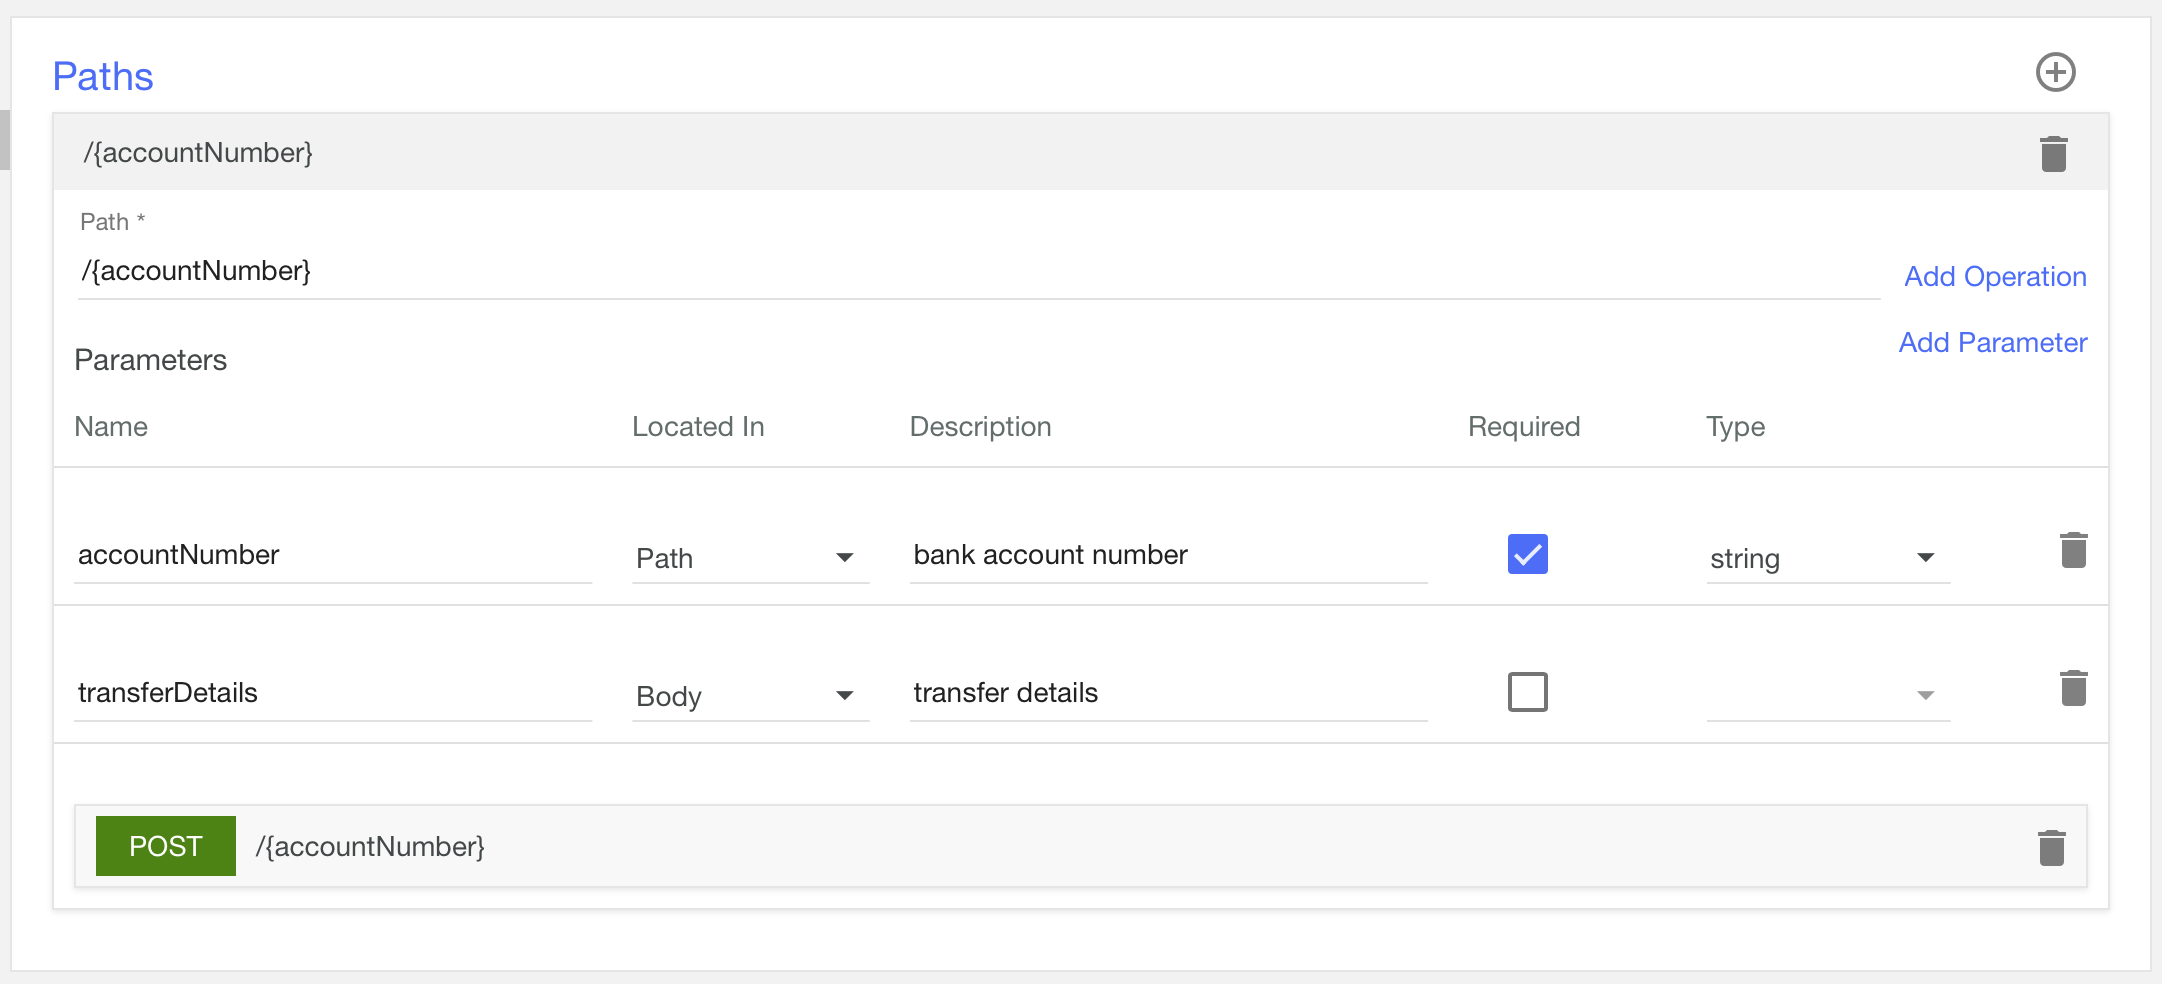 Paths
/{accountNumber}
Path *
/{accountNumber}
Add Operation
Add Parameter
Parameters
Name Located In Description Required Type
accountNumber Path bank account number string
transferDetails Body transfer details
POST /{accountNumber}